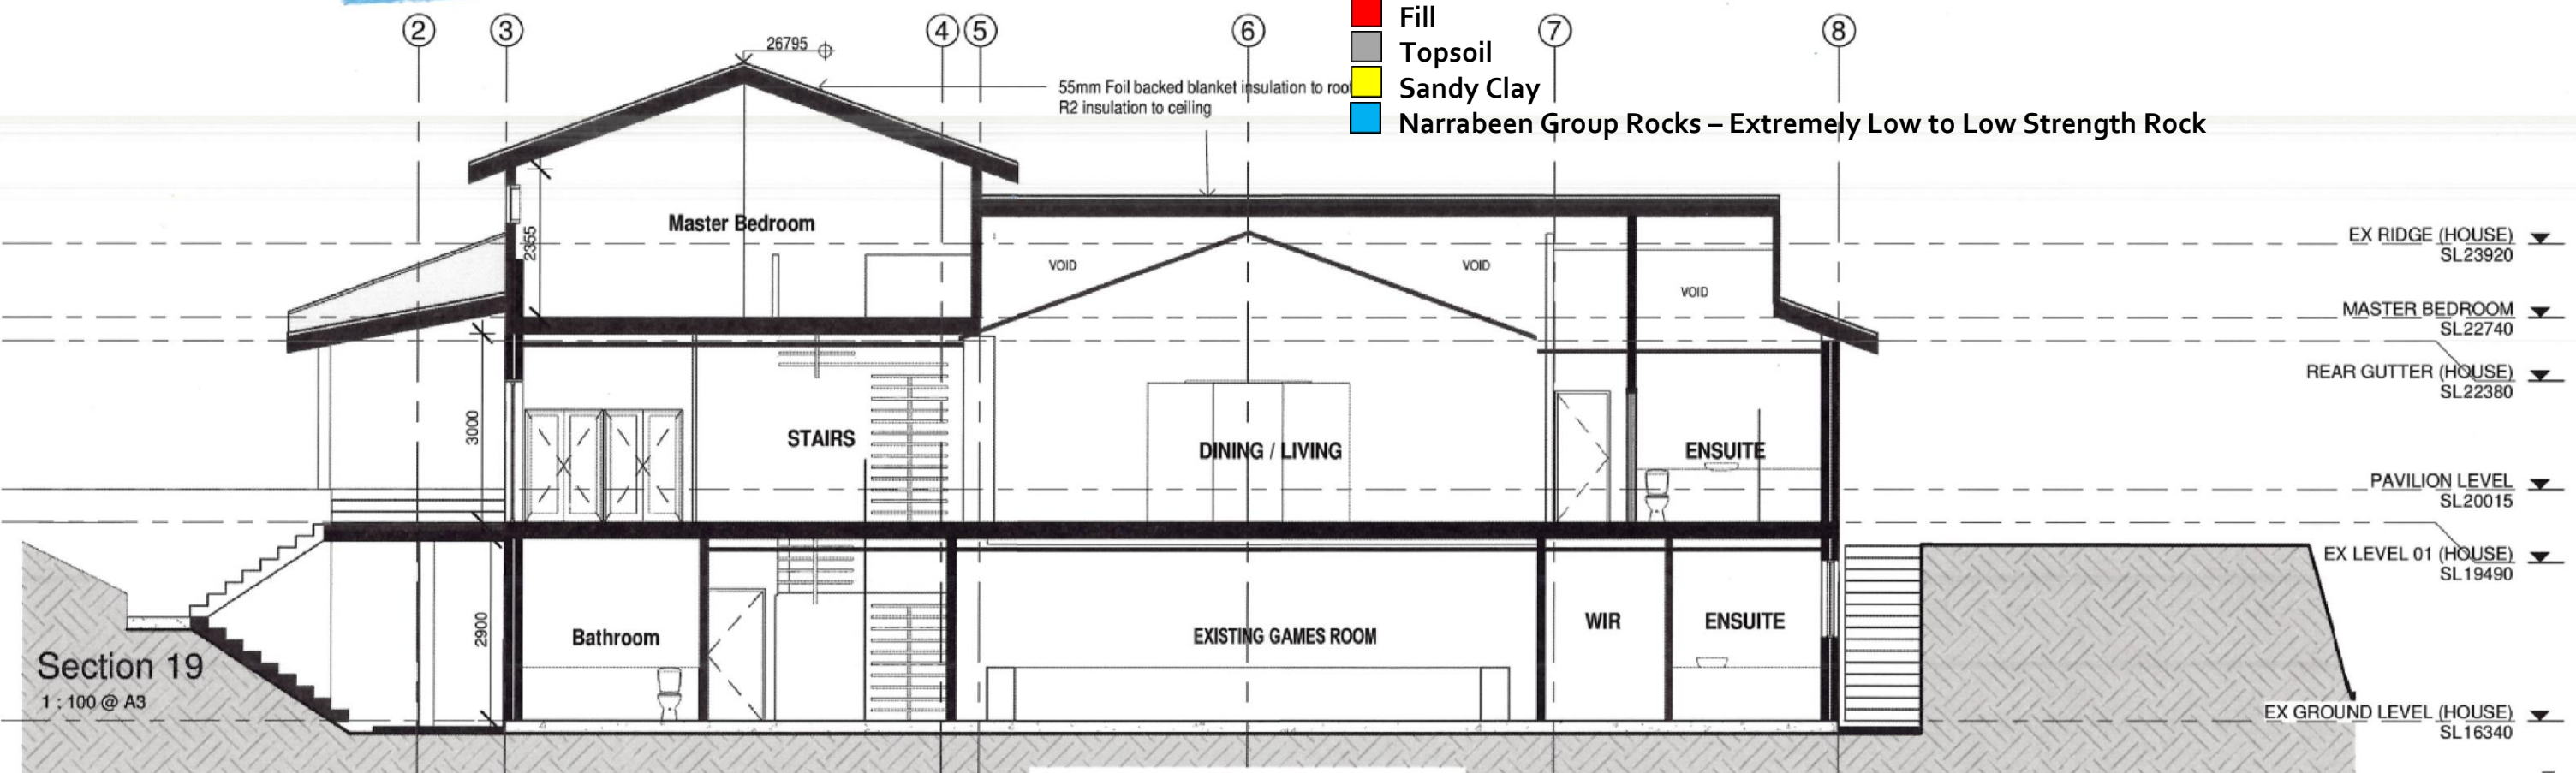 2
3
4
5
6
7
8
Fill
Topsoil
Sandy Clay
Narrabeen Group Rocks – Extremely Low to Low Strength Rock
26795
55mm Foil backed blanket insulation to roo
R2 insulation to ceiling
Master Bedroom
2355
VOID
VOID
VOID
EX RIDGE (HOUSE)
SL23920
MASTER BEDROOM
SL22740
REAR GUTTER (HOUSE)
SL22380
3000
STAIRS
DINING / LIVING
ENSUITE
PAVILION LEVEL
SL20015
EX LEVEL 01 (HOUSE)
SL19490
2900
Bathroom
EXISTING GAMES ROOM
WIR
ENSUITE
Section 19
1 : 100 @ A3
EX GROUND LEVEL (HOUSE)
SL16340